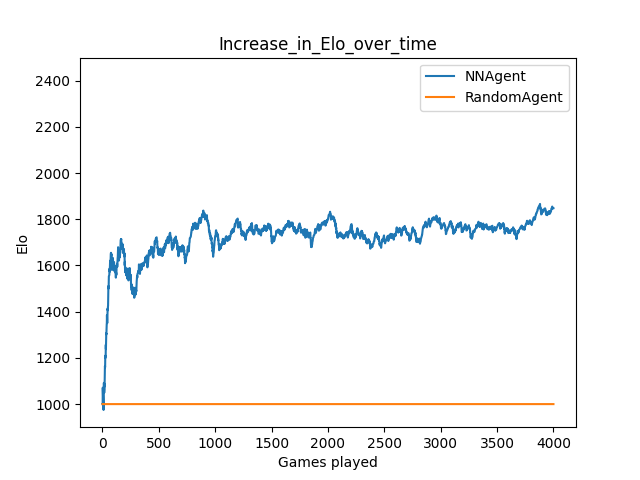 Increase_in_Elo_over_time
NNAgent
RandomAgent
2400
2200
2000
1800
1600
1400
1200
1000
Elo
0 500 1000 1500 2000 2500 3000 3500 4000
Games played